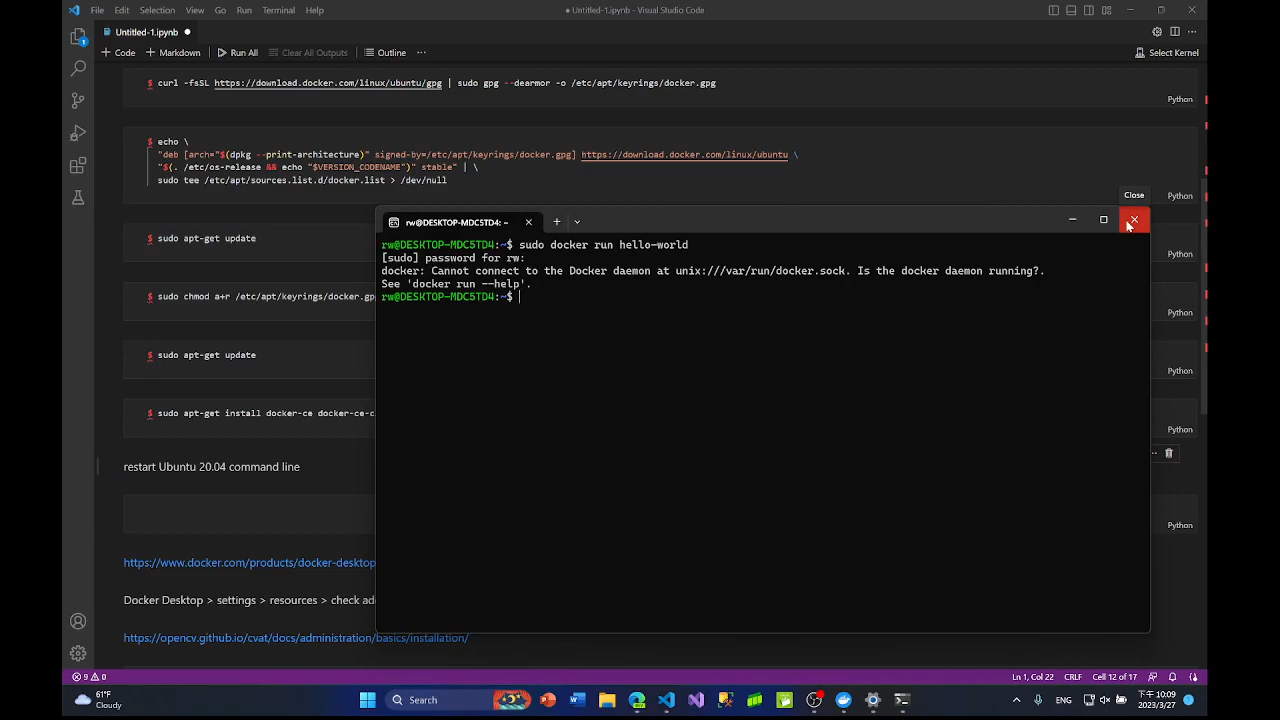 File Edit Selection View Go Run Terminal Help
● Untitled-1.ipynb - Visual Studio Code
Untitled-1.ipynb ●
+ Code + Markdown Run All Clear All Outputs Outline ···
Select Kernel
$ curl -fsSL https://download.docker.com/linux/ubuntu/gpg | sudo gpg --dearmor -o /etc/apt/keyrings/docker.gpg
Python
$ echo \
"deb [arch="$(dpkg --print-architecture)" signed-by=/etc/apt/keyrings/docker.gpg] https://download.docker.com/linux/ubuntu \
"$(. /etc/os-release && echo "$VERSION_CODENAME")" stable" | \
sudo tee /etc/apt/sources.list.d/docker.list > /dev/null
Python
Close
$ sudo apt-get update
Python
$ sudo chmod a+r /etc/apt/keyrings/docker.gpg
Python
$ sudo apt-get update
Python
$ sudo apt-get install docker-ce docker-ce-c
Python
restart Ubuntu 20.04 command line
Python
https://www.docker.com/products/docker-desktop
Docker Desktop > settings > resources > check ad
https://opencv.github.io/cvat/docs/administration/basics/installation/
rw@DESKTOP-MDC5TD4: ~
rw@DESKTOP-MDC5TD4:~$ sudo docker run hello-world
[sudo] password for rw:
docker: Cannot connect to the Docker daemon at unix:///var/run/docker.sock. Is the docker daemon running?.
See 'docker run --help'.
rw@DESKTOP-MDC5TD4:~$
9 0
Ln 1, Col 22 CRLF Cell 12 of 17
61°F
Cloudy
Search
ENG
下午 10:09
2023/3/27